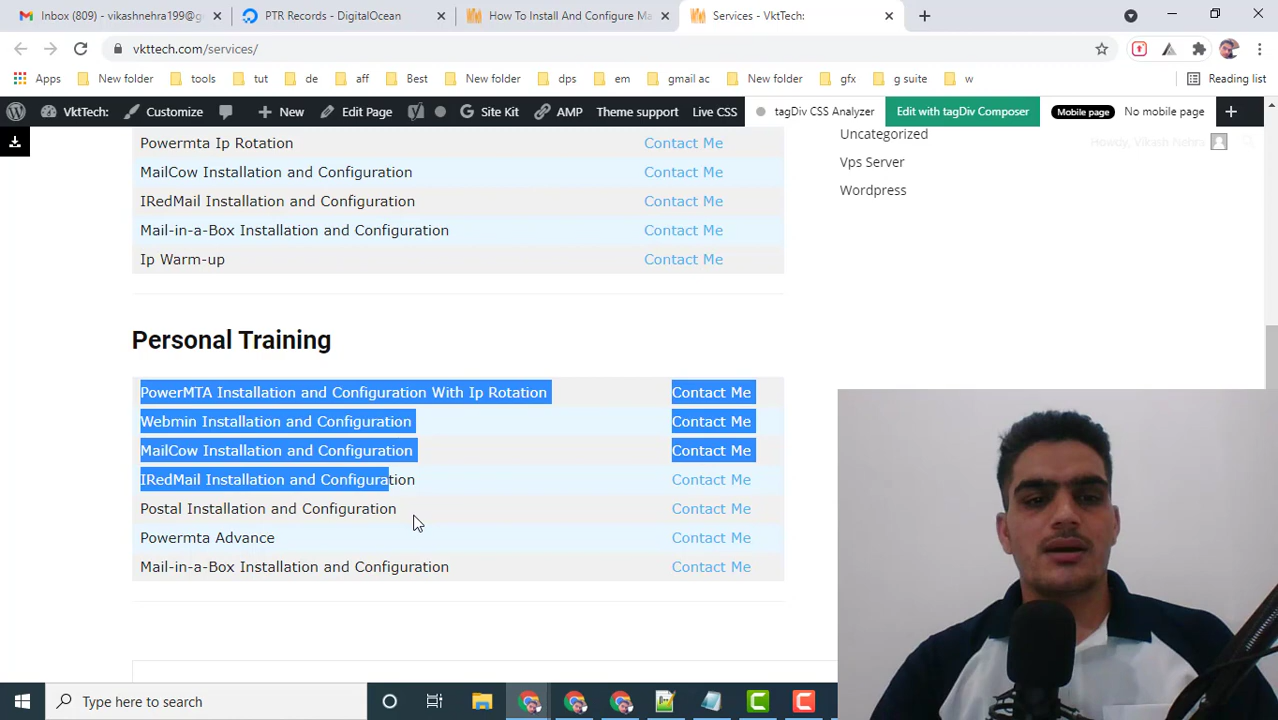 Inbox (809) - vikashnehra199@g
PTR Records - DigitalOcean
How To Install And Configure Ma
Services - VktTech:
vkttech.com/services/
Apps
New folder
tools
tut
de
aff
Best
New folder
dps
em
gmail ac
New folder
gfx
g suite
w
Reading list
VktTech:
Customize
New
Edit Page
Site Kit
AMP
Theme support
Live CSS
tagDiv CSS Analyzer
Edit with tagDiv Composer
Mobile page
No mobile page
Howdy, Vikash Nehra
Powermta Ip Rotation Contact Me
MailCow Installation and Configuration Contact Me
IRedMail Installation and Configuration Contact Me
Mail-in-a-Box Installation and Configuration Contact Me
Ip Warm-up Contact Me
Uncategorized
Vps Server
Wordpress
Personal Training
PowerMTA Installation and Configuration With Ip Rotation Contact Me
Webmin Installation and Configuration Contact Me
MailCow Installation and Configuration Contact Me
IRedMail Installation and Configuration Contact Me
Postal Installation and Configuration Contact Me
Powermta Advance Contact Me
Mail-in-a-Box Installation and Configuration Contact Me
Type here to search